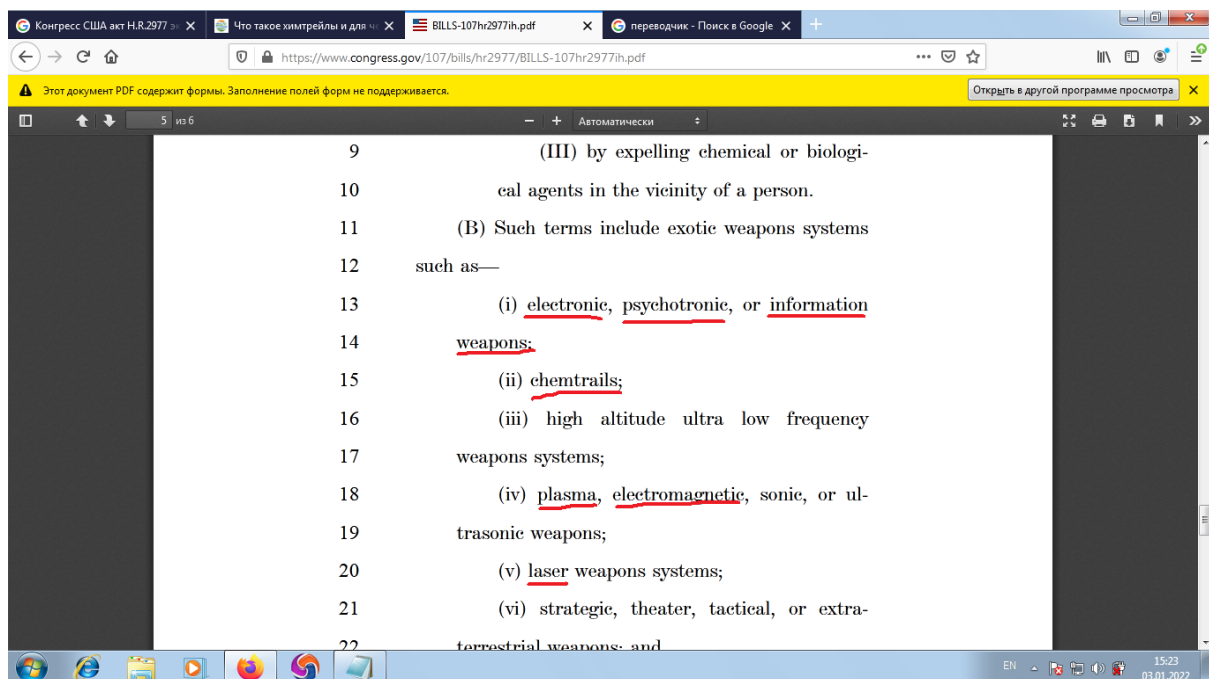 Конгресс США акт H.R.2977 эк
Что такое химтрейлы и для че
BILLS-107hr2977ih.pdf
переводчик - Поиск в Google
https://www.congress.gov/107/bills/hr2977/BILLS-107hr2977ih.pdf
Этот документ PDF содержит формы. Заполнение полей форм не поддерживается.
Открыть в другой программе просмотра
5 из 6
Автоматически
9 (III) by expelling chemical or biologi-
10 cal agents in the vicinity of a person.
11 (B) Such terms include exotic weapons systems
12 such as—
13 (i) electronic, psychotronic, or information
14 weapons;
15 (ii) chemtrails;
16 (iii) high altitude ultra low frequency
17 weapons systems;
18 (iv) plasma, electromagnetic, sonic, or ul-
19 trasonic weapons;
20 (v) laser weapons systems;
21 (vi) strategic, theater, tactical, or extra-
22 terrestrial weapons; and
EN
15:23
03.01.2022